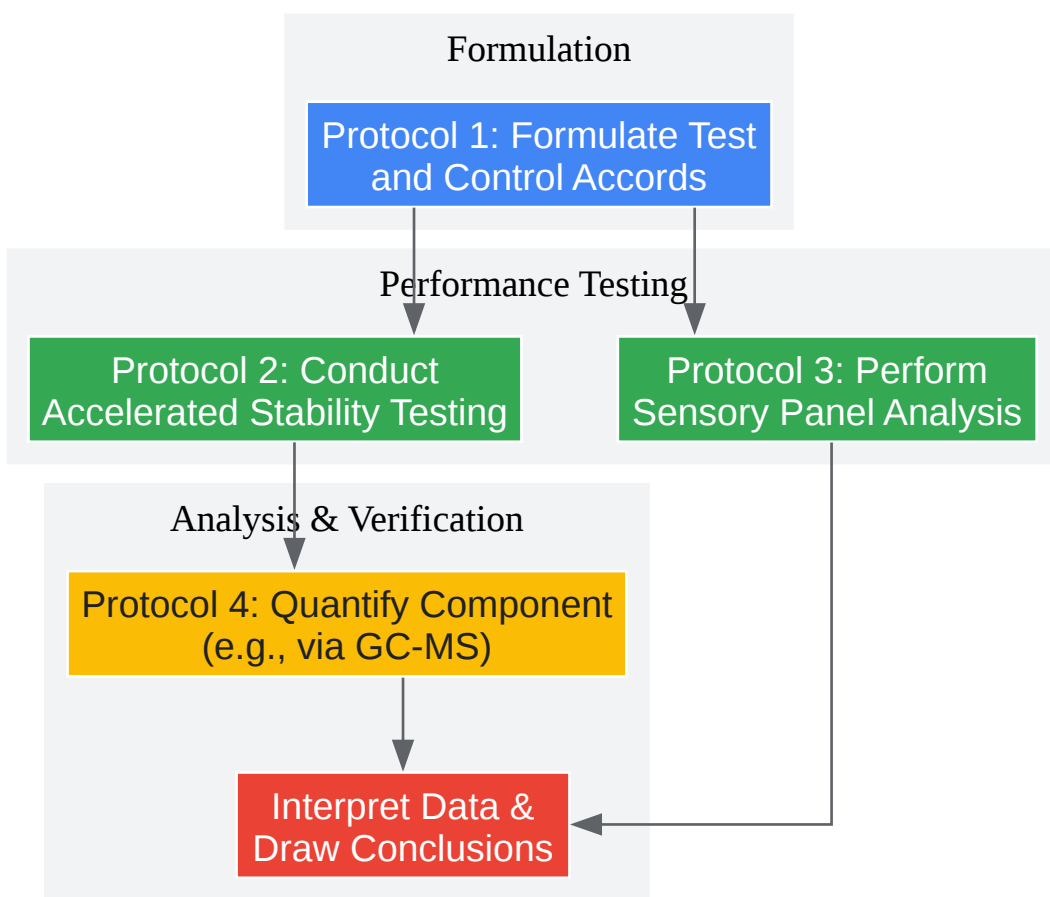 Formulation
Protocol 1: Formulate Test
and Control Accords
Performance Testing
Protocol 2: Conduct
Accelerated Stability Testing
Protocol 3: Perform
Sensory Panel Analysis
Analysis & Verification
Protocol 4: Quantify Component
(e.g., via GC-MS)
Interpret Data &
Draw Conclusions